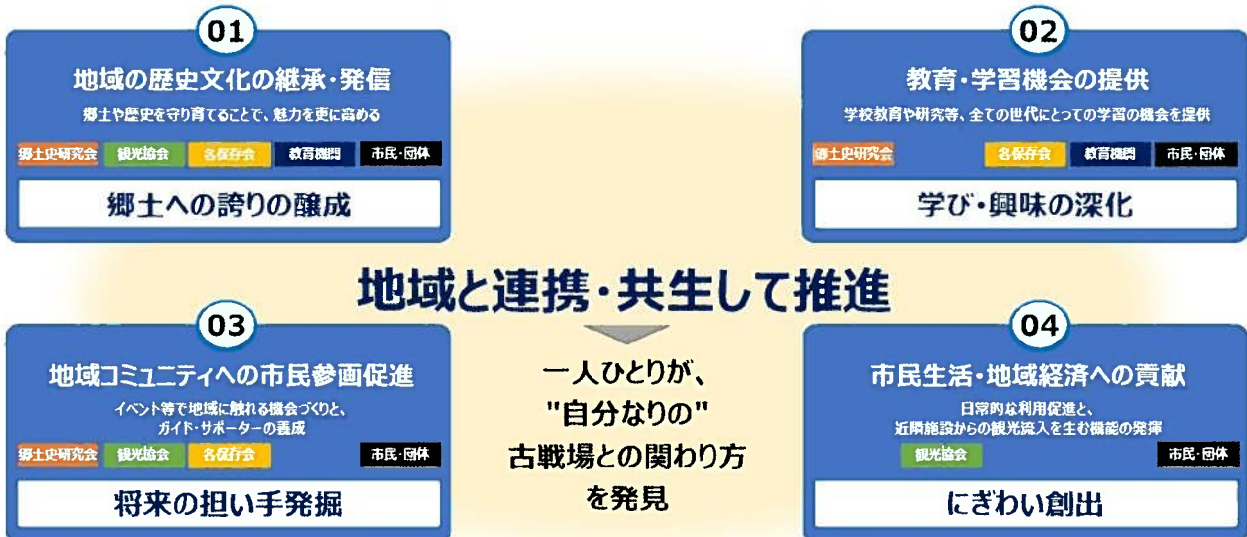 01
地域の歴史文化の継承・発信
郷土や歴史を守り育てることで、魅力を更に高める
郷土史研究会 観光協会 各保存会 教育機関 市民・団体
郷土への誇りの醸成
02
教育・学習機会の提供
学校教育や研究等、全ての世代にとっての学習の機会を提供
郷土史研究会 各保存会 教育機関 市民・団体
学び・興味の深化
地域と連携・共生して推進
一人ひとりが、
"自分なりの"
古戦場との関わり方
を発見
03
地域コミュニティへの市民参画促進
イベント等で地域に触れる機会づくりと、
ガイド・サポーターの養成
郷土史研究会 観光協会 各保存会 市民・団体
将来の担い手発掘
04
市民生活・地域経済への貢献
日常的な利用促進と、
近隣施設からの観光流入を生む機能の発揮
観光協会 市民・団体
にぎわい創出